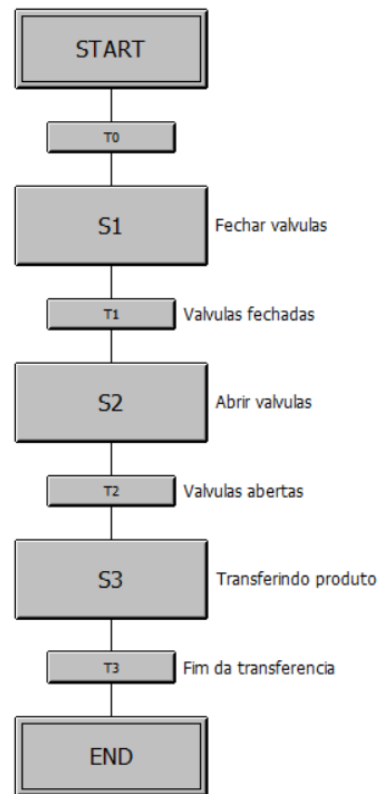 START
T0
S1 Fechar valvulas
T1 Valvulas fechadas
S2 Abrir valvulas
T2 Valvulas abertas
S3 Transferindo produto
T3 Fim da transferencia
END